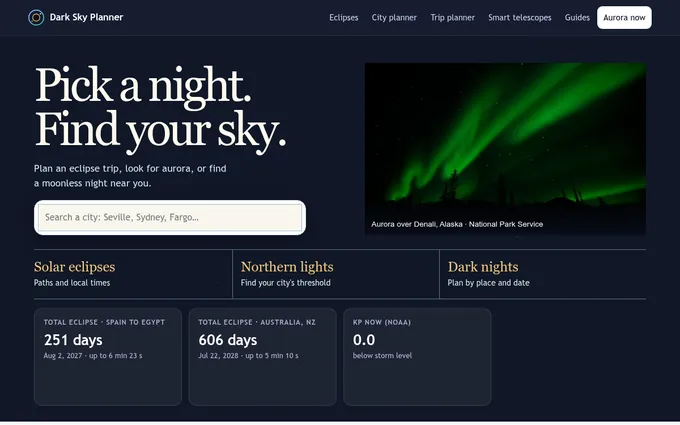 Dark Sky Planner
Eclipses
City planner
Trip planner
Smart telescopes
Guides
Aurora now
Pick a night.
Find your sky.
Plan an eclipse trip, look for aurora, or find
a moonless night near you.
Search a city: Seville, Sydney, Fargo...
Aurora over Denali, Alaska · National Park Service
Solar eclipses
Paths and local times
Northern lights
Find your city's threshold
Dark nights
Plan by place and date
TOTAL ECLIPSE · SPAIN TO EGYPT
251 days
Aug 2, 2027 · up to 6 min 23 s
TOTAL ECLIPSE · AUSTRALIA, NZ
606 days
Jul 22, 2028 · up to 5 min 10 s
KP NOW (NOAA)
0.0
below storm level